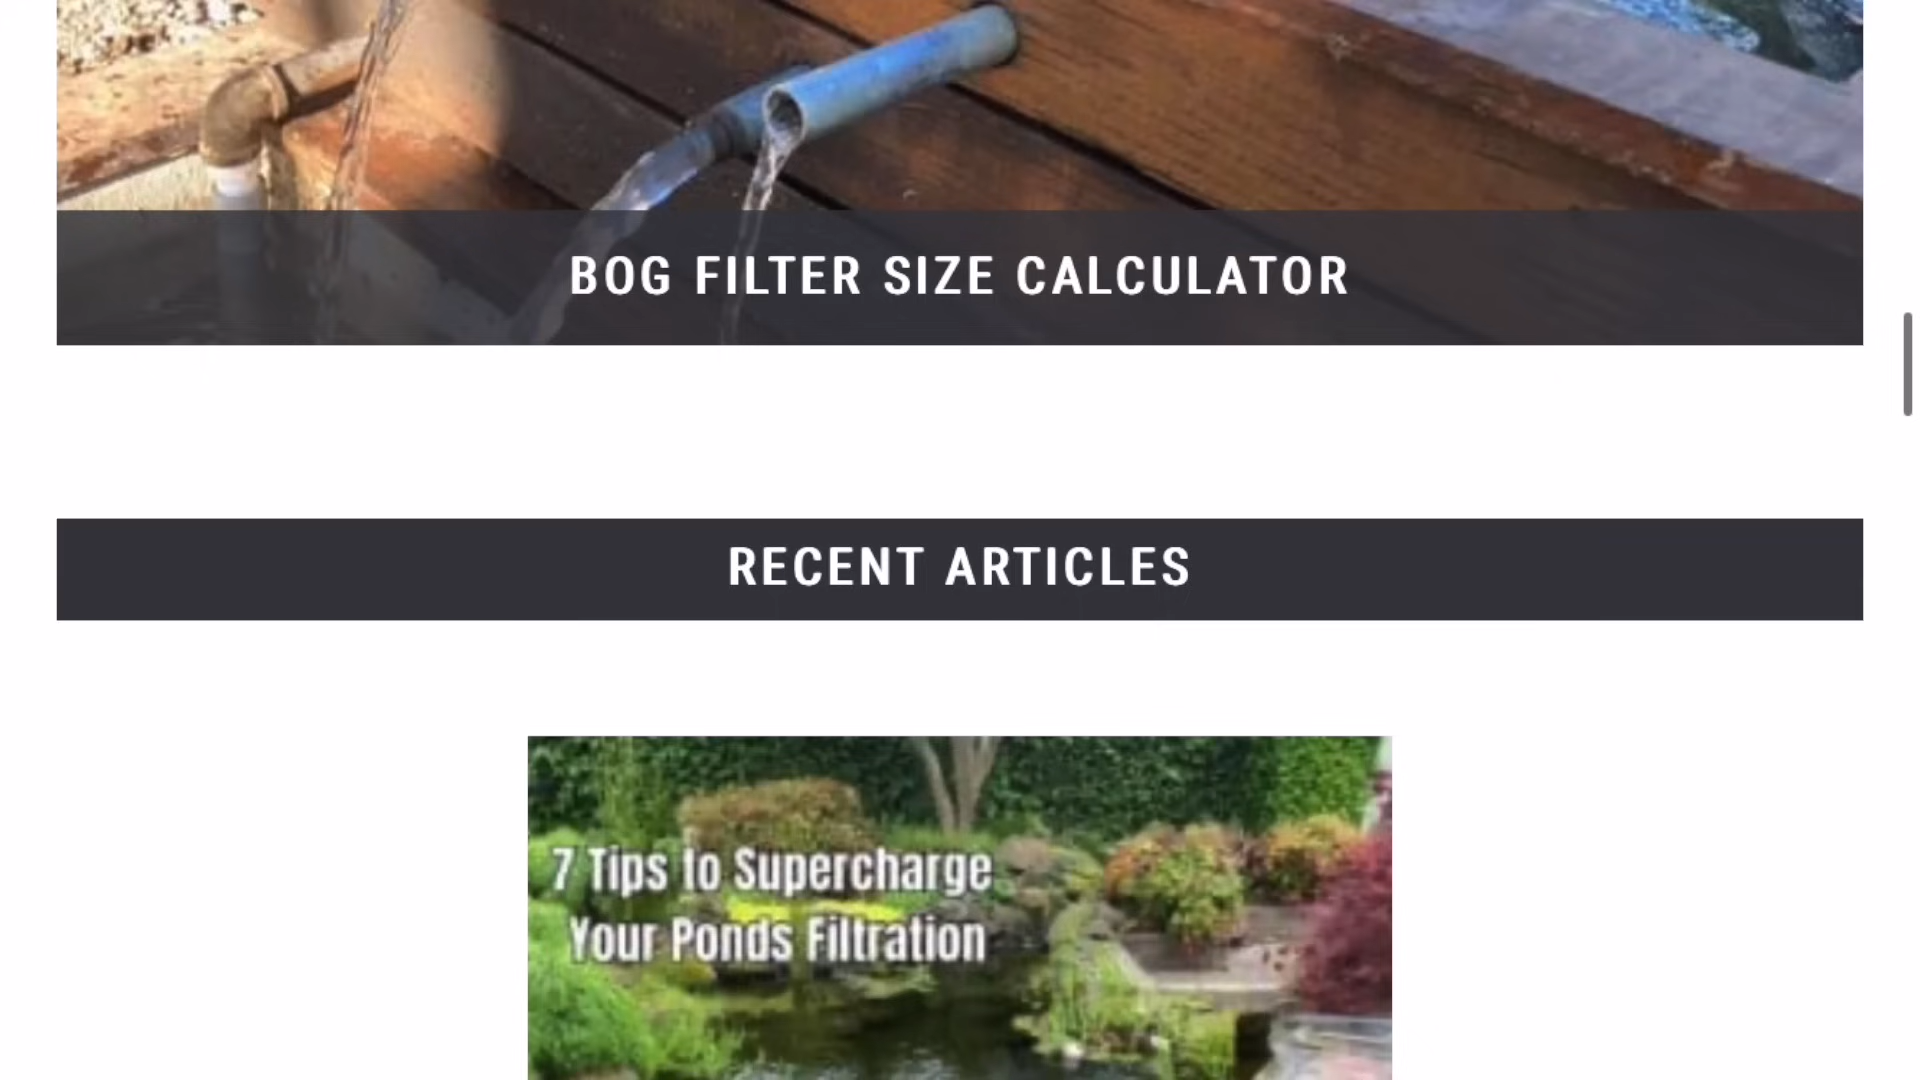 BOG FILTER SIZE CALCULATOR
RECENT ARTICLES
7 Tips to Supercharge
Your Ponds Filtration